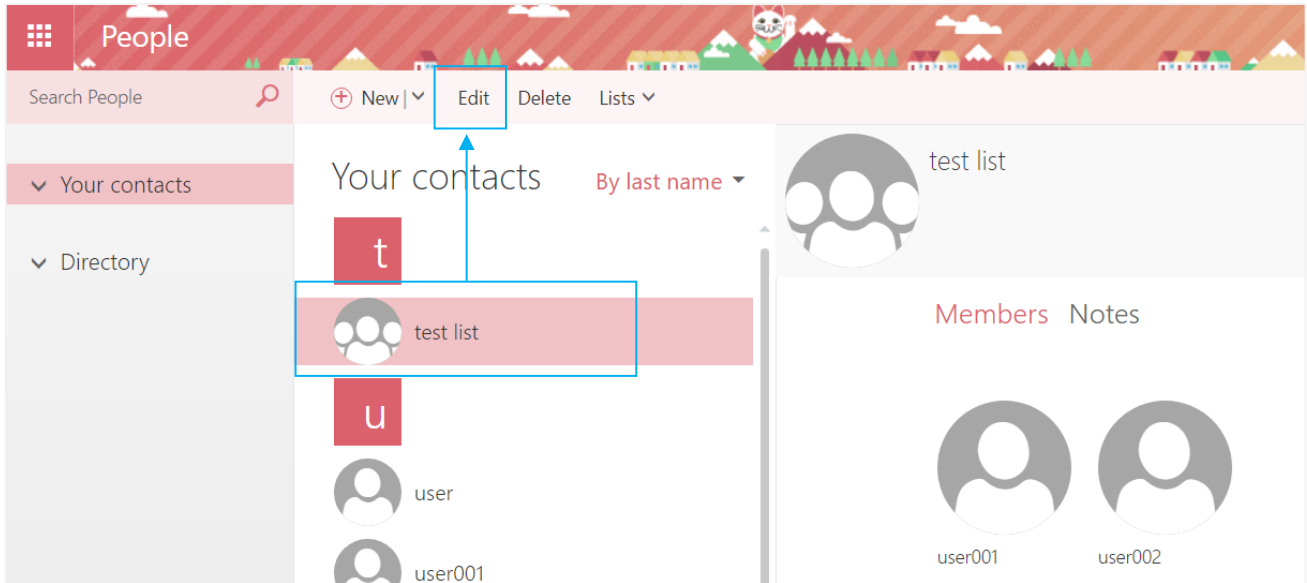 People
Search People
New | Edit Delete Lists
Your contacts
Directory
Your contacts By last name
t
test list
u
user
user001
test list
Members Notes
user001 user002